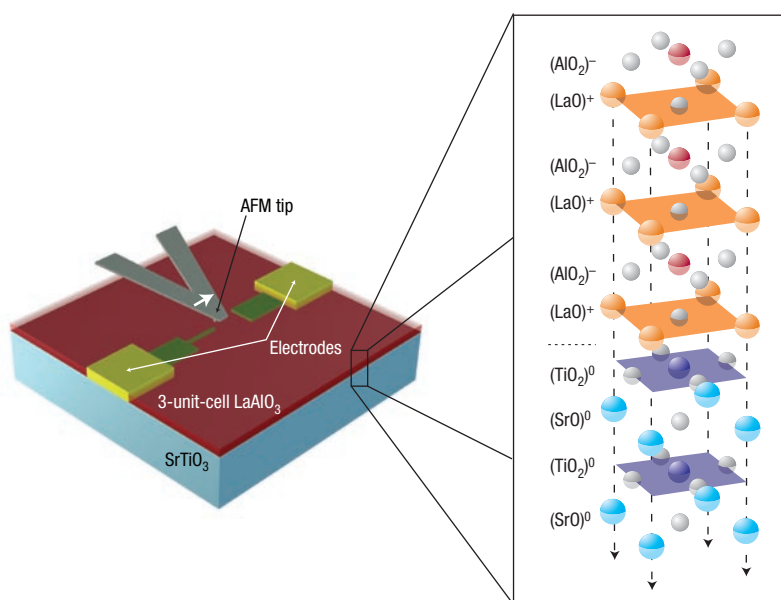 AFM tip
Electrodes
3-unit-cell LaAlO₃
SrTiO₃
(AlO₂)⁻
(LaO)⁺
(AlO₂)⁻
(LaO)⁺
(AlO₂)⁻
(LaO)⁺
(TiO₂)⁰
(SrO)⁰
(TiO₂)⁰
(SrO)⁰